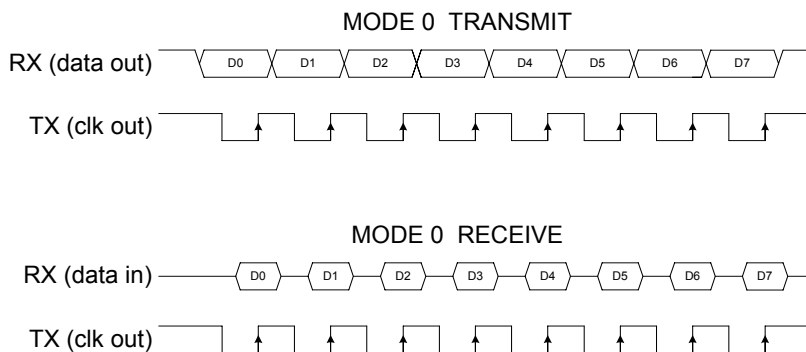 MODE 0 TRANSMIT
RX (data out) D0 D1 D2 D3 D4 D5 D6 D7
TX (clk out)
MODE 0 RECEIVE
RX (data in) D0 D1 D2 D3 D4 D5 D6 D7
TX (clk out)